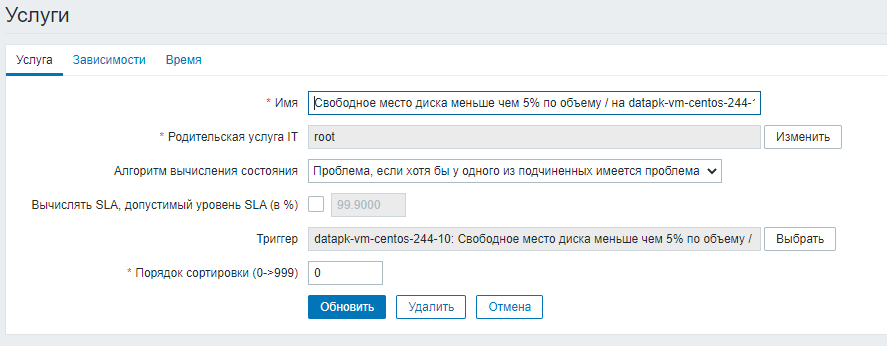 Услуги
Услуга Зависимости Время
* Имя Свободное место диска меньше чем 5% по объему / на datapk-vm-centos-244-1
* Родительская услуга IT root Изменить
Алгоритм вычисления состояния Проблема, если хотя бы у одного из подчиненных имеется проблема
Вычислять SLA, допустимый уровень SLA (в %) 99.9000
Триггер datapk-vm-centos-244-10: Свободное место диска меньше чем 5% по объему / Выбрать
* Порядок сортировки (0->999) 0
Обновить Удалить Отмена